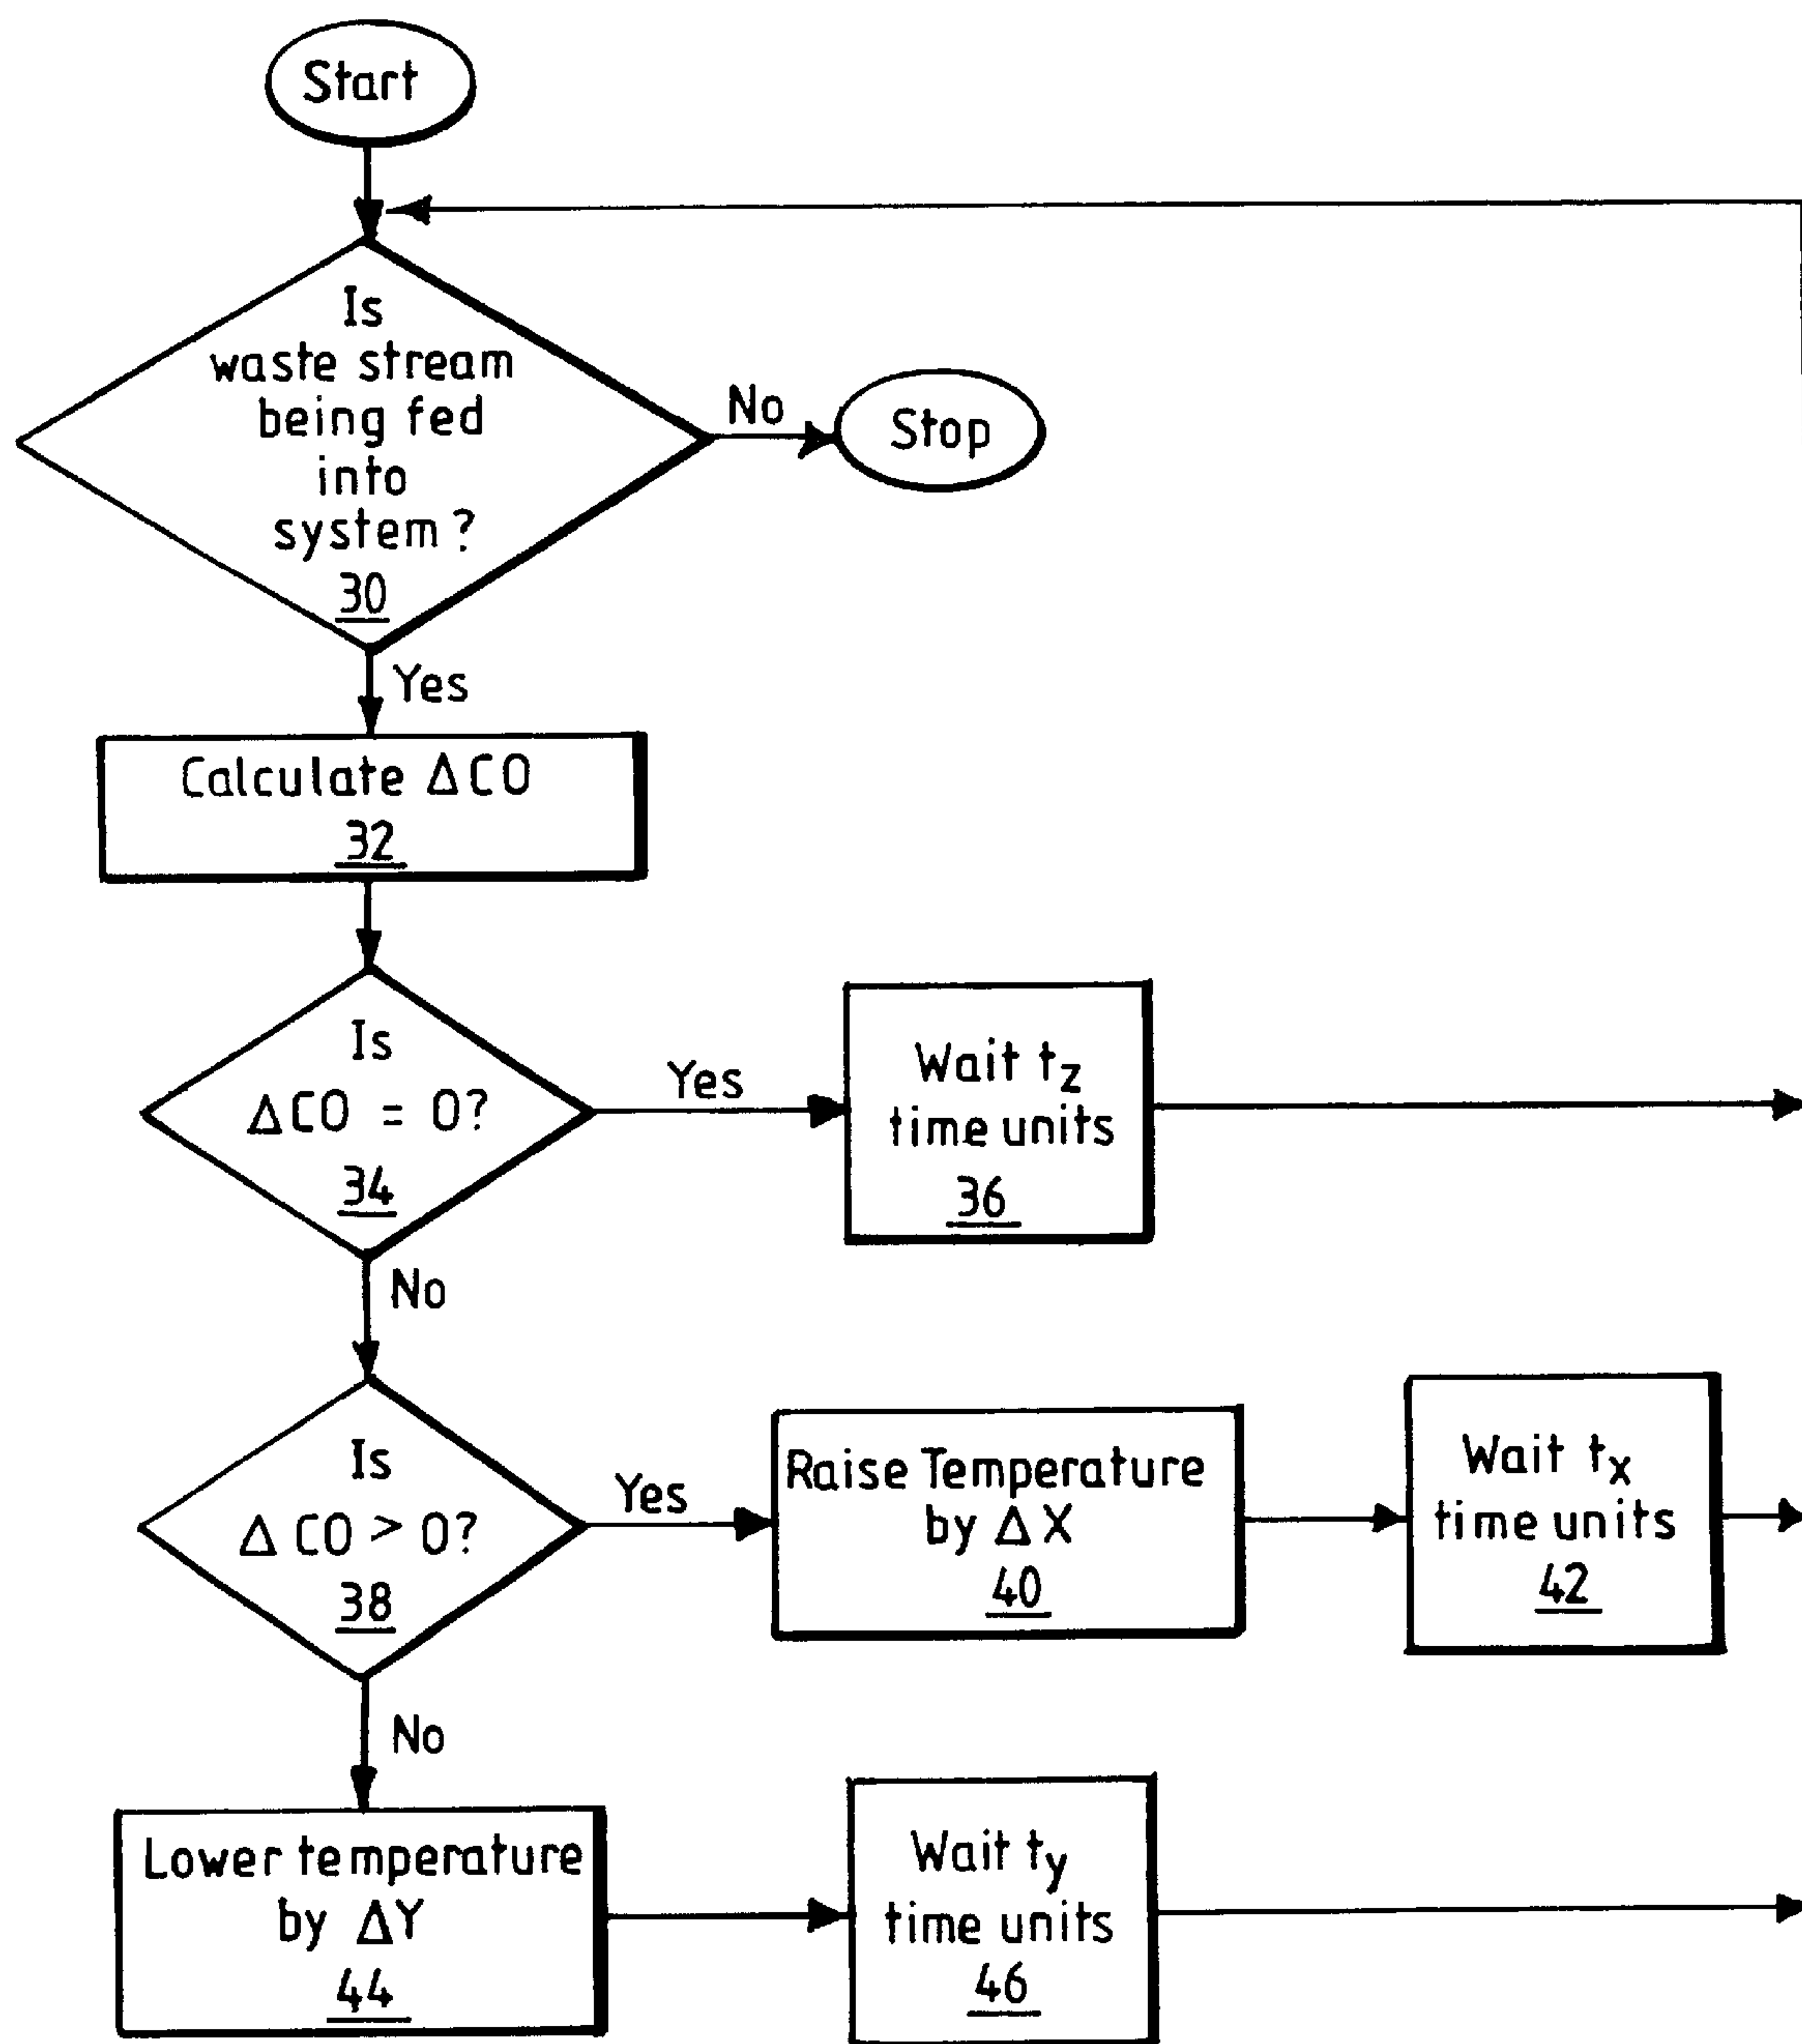 Start
Is
waste stream
being fed
into
system?
30
No
Stop
Yes
Calculate ΔCO
32
Is
ΔCO = 0?
34
Yes
Wait tz
time units
36
No
Is
ΔCO > 0?
38
Yes
Raise Temperature
by ΔX
40
Wait tx
time units
42
No
Lower temperature
by ΔY
44
Wait ty
time units
46